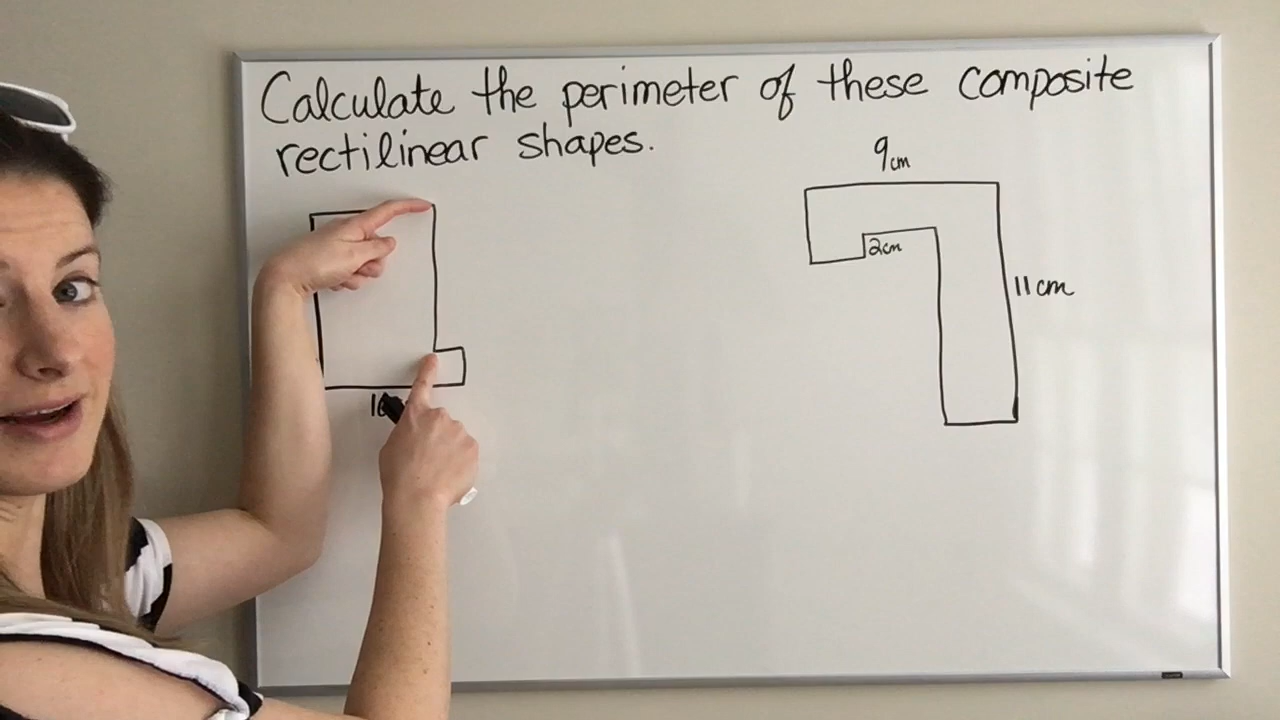 Calculate the perimeter of these composite
rectilinear shapes.
9cm
2cm
11cm